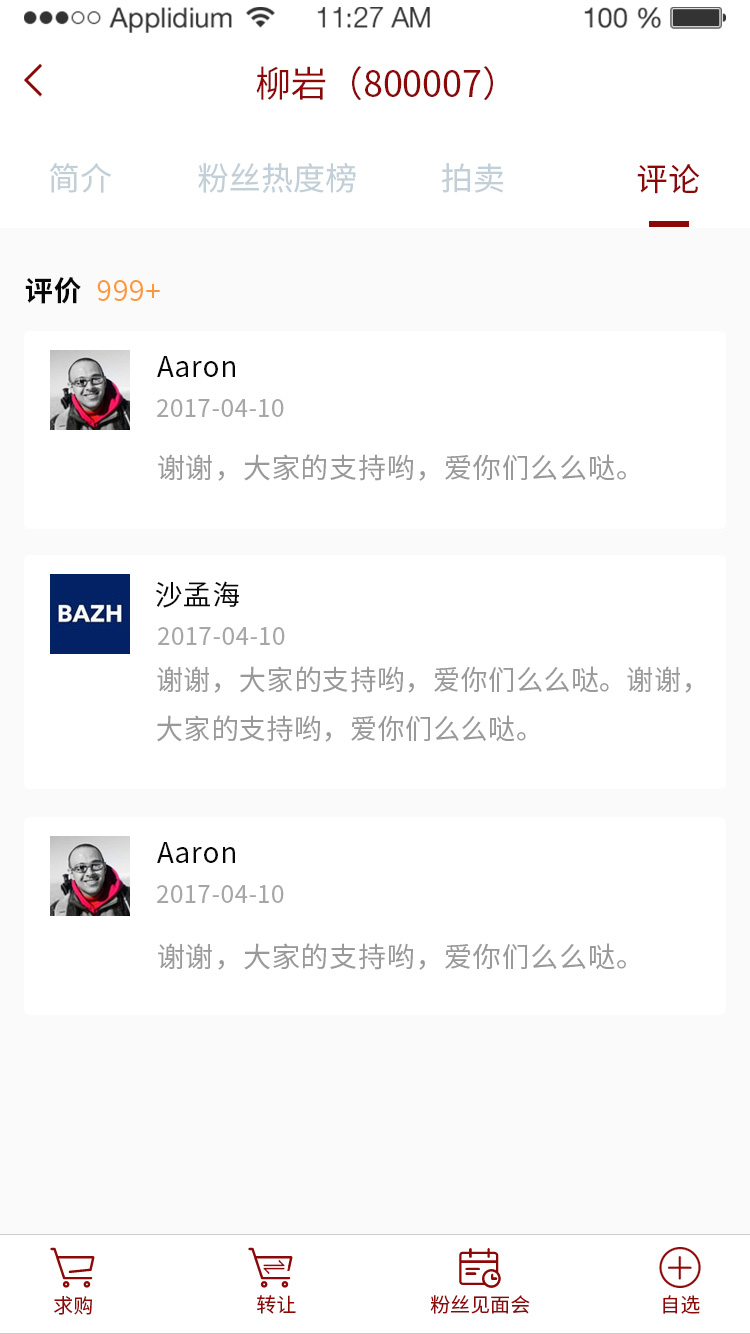 Applidium 11:27 AM 100 %
柳岩（800007）
简介 粉丝热度榜 拍卖 评论
评价 999+
Aaron
2017-04-10
谢谢，大家的支持哟，爱你们么么哒。
BAZH
沙孟海
2017-04-10
谢谢，大家的支持哟，爱你们么么哒。谢谢，
大家的支持哟，爱你们么么哒。
Aaron
2017-04-10
谢谢，大家的支持哟，爱你们么么哒。
求购 转让 粉丝见面会 自选